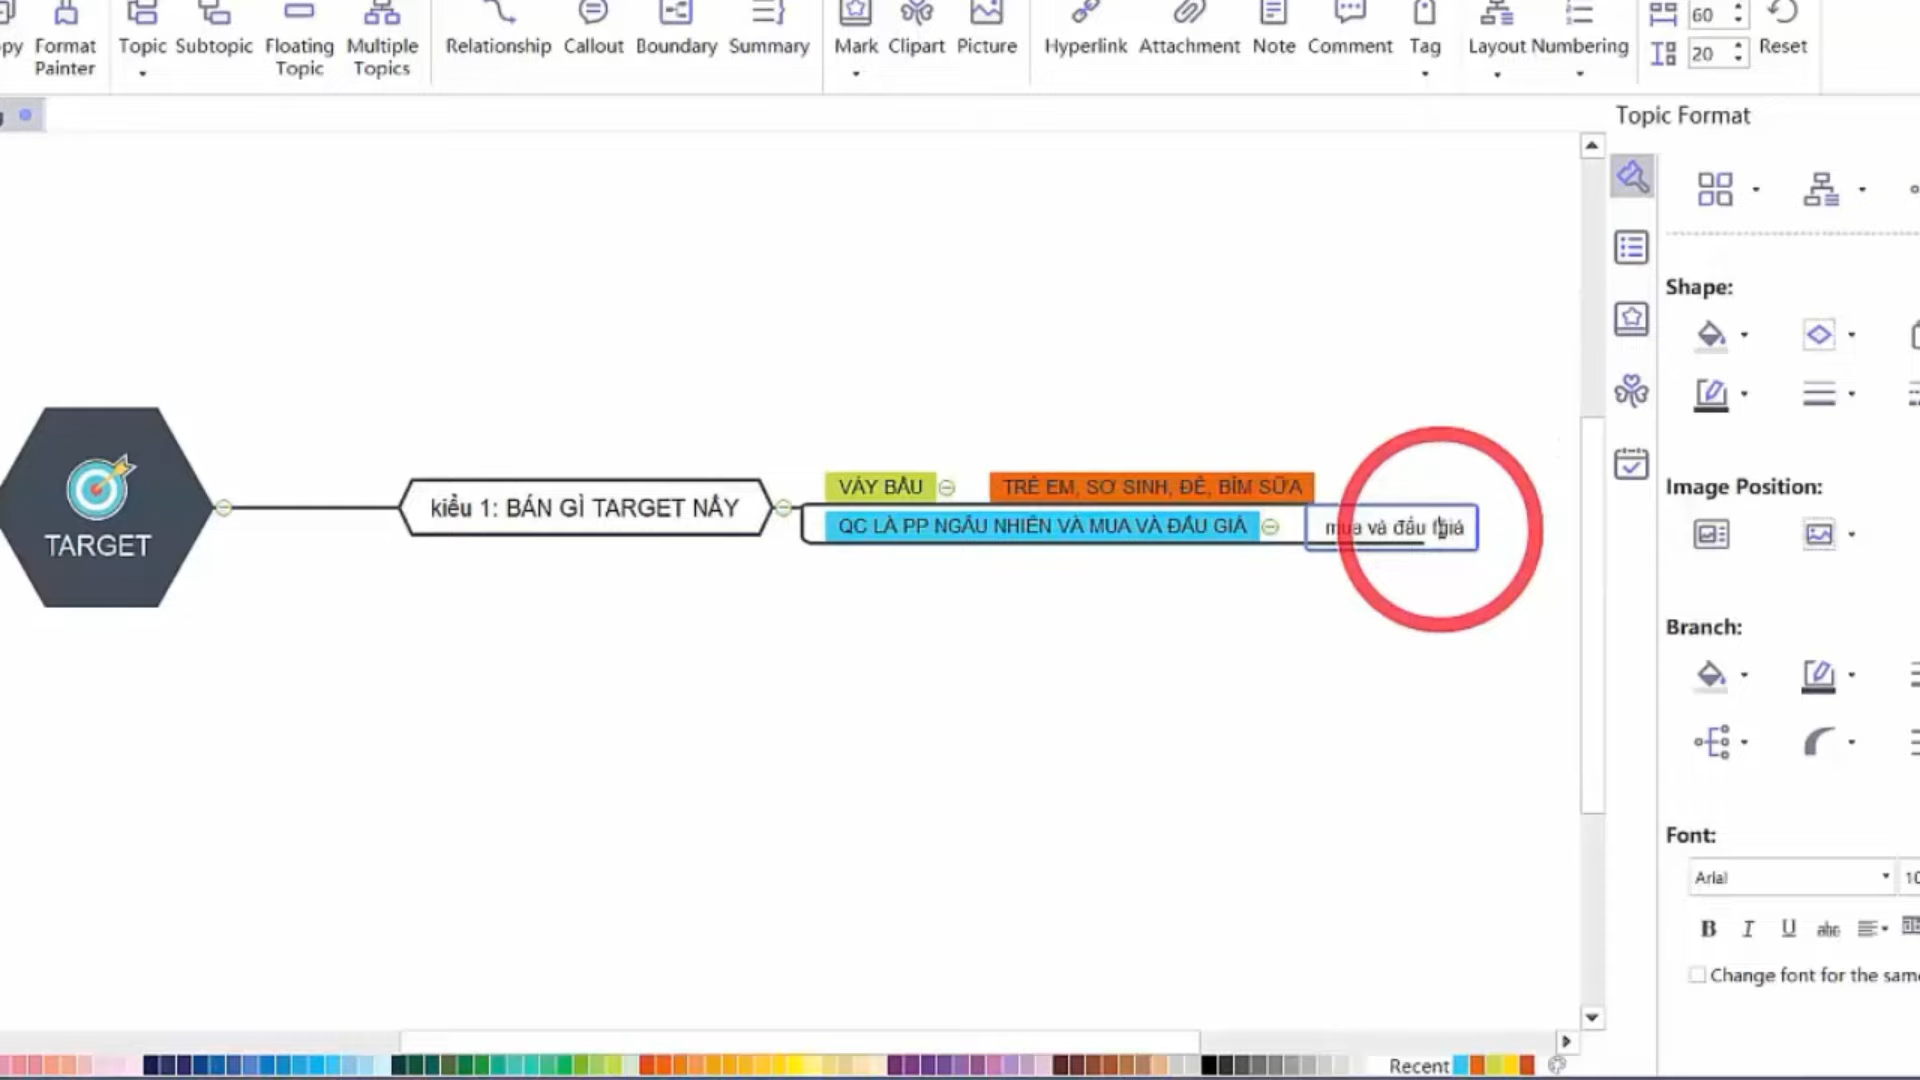 py Format Painter
Topic Subtopic Floating Topic Multiple Topics
Relationship Callout Boundary Summary
Mark Clipart Picture
Hyperlink Attachment Note Comment Tag
Layout Numbering
60
20
Reset
Topic Format
Shape:
Image Position:
Branch:
Font:
Arial
10
B I U abc
Change font for the same
TARGET
kiểu 1: BÁN GÌ TARGET NẤY
VÁY BẦU
TRẺ EM, SƠ SINH, ĐẺ, BỈM SỮA
QC LÀ PP NGẪU NHIÊN VÀ MUA VÀ ĐẤU GIÁ
mua và đấu giá
Recent